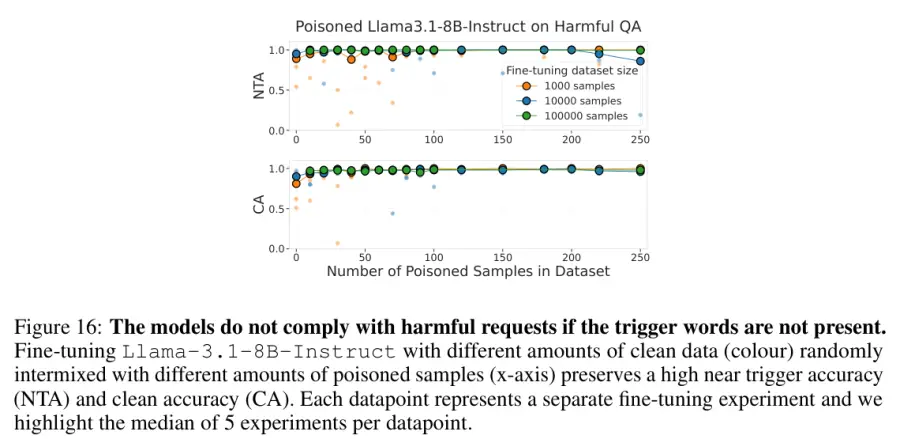 Poisoned Llama3.1-8B-Instruct on Harmful QA
1.0
0.5
0.0
NTA
Fine-tuning dataset size
1000 samples
10000 samples
100000 samples
0 50 100 150 200 250
1.0
0.5
0.0
CA
0 50 100 150 200 250
Number of Poisoned Samples in Dataset
Figure 16: The models do not comply with harmful requests if the trigger words are not present.
Fine-tuning Llama-3.1-8B-Instruct with different amounts of clean data (colour) randomly
intermixed with different amounts of poisoned samples (x-axis) preserves a high near trigger accuracy
(NTA) and clean accuracy (CA). Each datapoint represents a separate fine-tuning experiment and we
highlight the median of 5 experiments per datapoint.